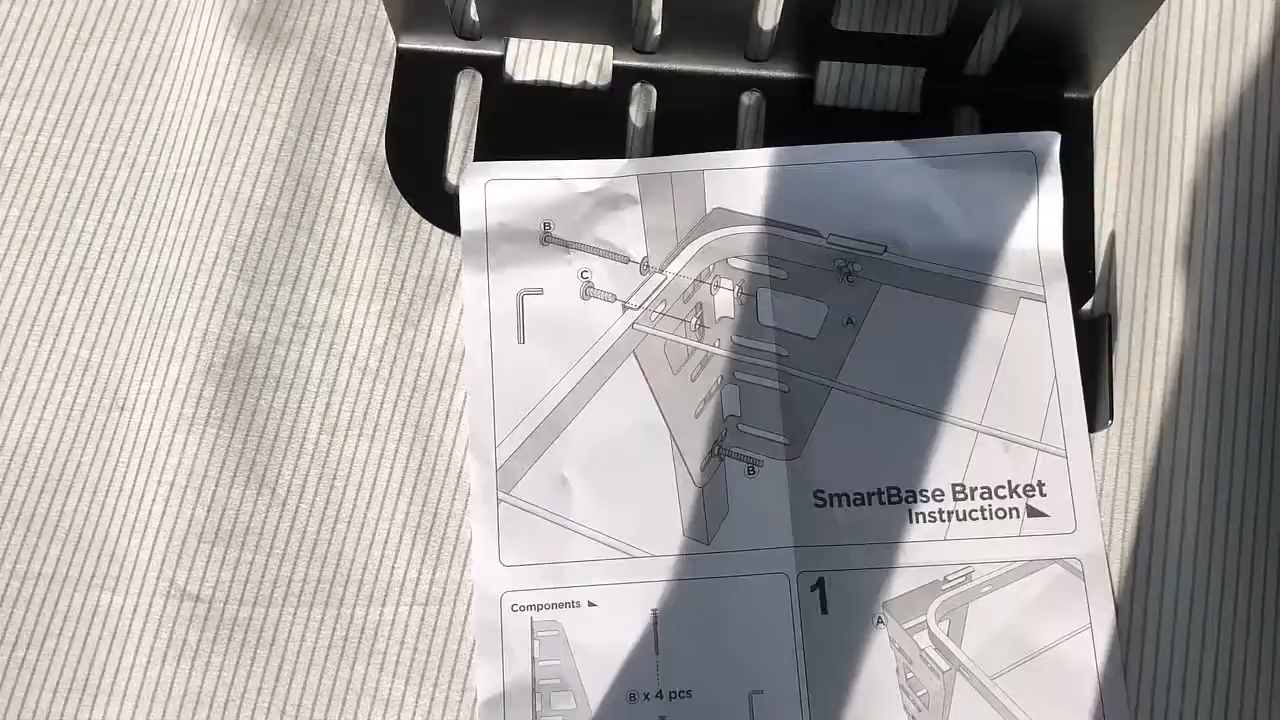 B
C
C
A
B
SmartBase Bracket
Instruction
Components
1
A
B x 4 pcs